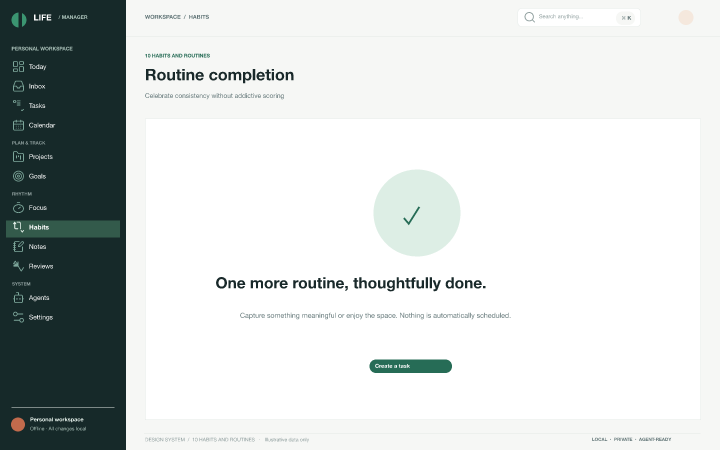 LIFE / MANAGER
PERSONAL WORKSPACE
Today
Inbox
Tasks
Calendar
PLAN & TRACK
Projects
Goals
RHYTHM
Focus
Habits
Notes
Reviews
SYSTEM
Agents
Settings
Personal workspace
Offline · All changes local
WORKSPACE / HABITS
Search anything...
⌘ K
10 HABITS AND ROUTINES
Routine completion
Celebrate consistency without addictive scoring
One more routine, thoughtfully done.
Capture something meaningful or enjoy the space. Nothing is automatically scheduled.
Create a task
DESIGN SYSTEM / 10 HABITS AND ROUTINES · Illustrative data only
LOCAL · PRIVATE · AGENT-READY